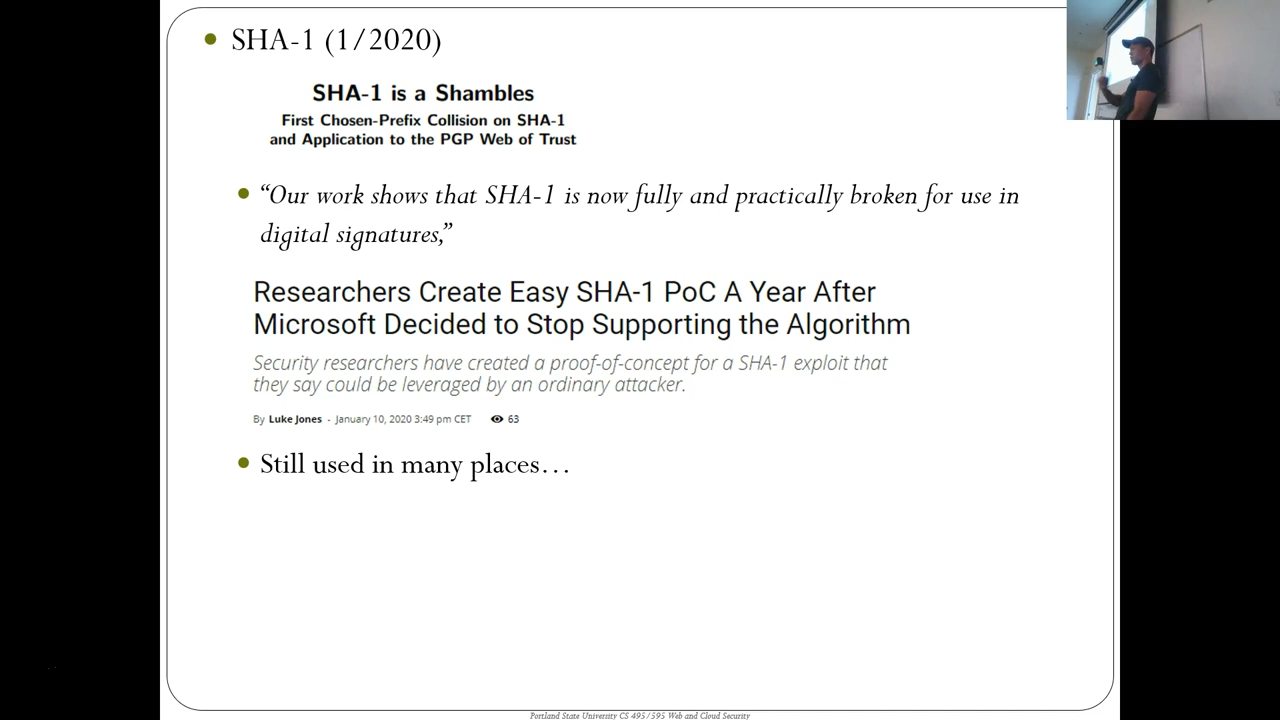 SHA-1 (1/2020)
SHA-1 is a Shambles
First Chosen-Prefix Collision on SHA-1
and Application to the PGP Web of Trust
“Our work shows that SHA-1 is now fully and practically broken for use in
digital signatures,”
Researchers Create Easy SHA-1 PoC A Year After
Microsoft Decided to Stop Supporting the Algorithm
Security researchers have created a proof-of-concept for a SHA-1 exploit that
they say could be leveraged by an ordinary attacker.
By Luke Jones - January 10, 2020 3:49 pm CET 63
Still used in many places…
Portland State University CS 495/595 Web and Cloud Security